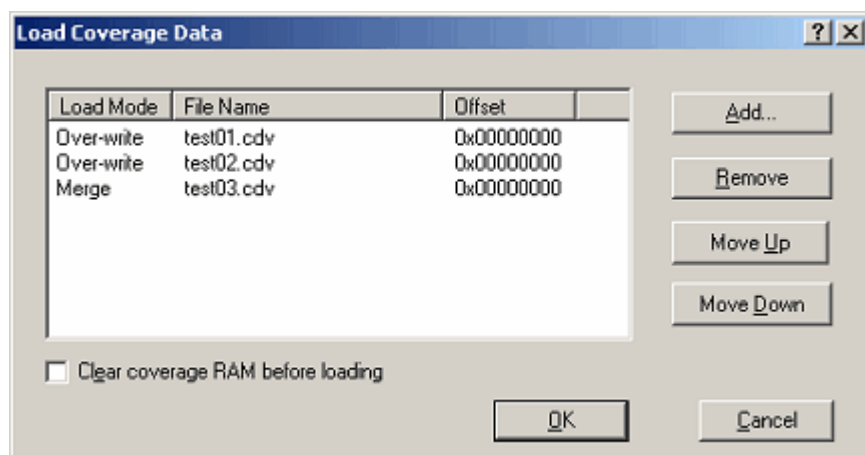 Load Coverage Data
Load Mode File Name Offset
Over-write test01.cdv 0x00000000
Over-write test02.cdv 0x00000000
Merge test03.cdv 0x00000000
Add...
Remove
Move Up
Move Down
Clear coverage RAM before loading
OK Cancel